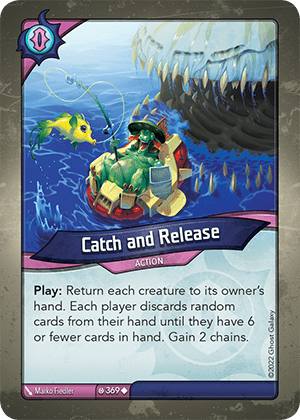 Catch and Release
ACTION
Play: Return each creature to its owner's
hand. Each player discards random
cards from their hand until they have 6
or fewer cards in hand. Gain 2 chains.
©2022 Ghost Galaxy
Marko Fiedler
369